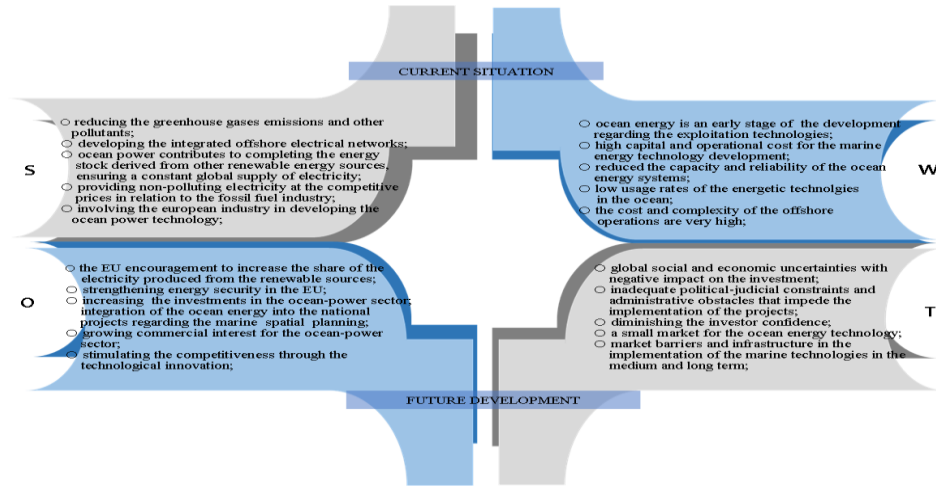 CURRENT SITUATION
S
○ reducing the greenhouse gases emissions and other
pollutants;
○ developing the integrated offshore electrical networks;
○ ocean power contributes to completing the energy
stock derived from other renewable energy sources,
ensuring a constant global supply of electricity;
○ providing non-polluting electricity at the competitive
prices in relation to the fossil fuel industry;
○ involving the european industry in developing the
ocean power technology;
W
○ ocean energy is an early stage of the development
regarding the exploitation technologies;
○ high capital and operational cost for the marine
energy technology development;
○ reduced the capacity and reliability of the ocean
energy systems;
○ low usage rates of the energetic technolgies
in the ocean;
○ the cost and complexity of the offshore
operations are very high;
O
○ the EU encouragement to increase the share of the
electricity produced from the renewable sources;
○ strengthening energy security in the EU;
○ increasing the investments in the ocean-power sector;
integration of the ocean energy into the national
projects regarding the marine spatial planning;
○ growing commercial interest for the ocean-power
sector;
○ stimulating the competitiveness through the
technological innovation;
T
○ global social and economic uncertainties with
negative impact on the investment;
○ inadequate political-judicial constraints and
administrative obstacles that impede the
implementation of the projects;
○ diminishing the investor confidence;
○ a small market for the ocean energy technology;
○ market barriers and infrastructure in the
implementation of the marine technologies in the
medium and long term;
FUTURE DEVELOPMENT